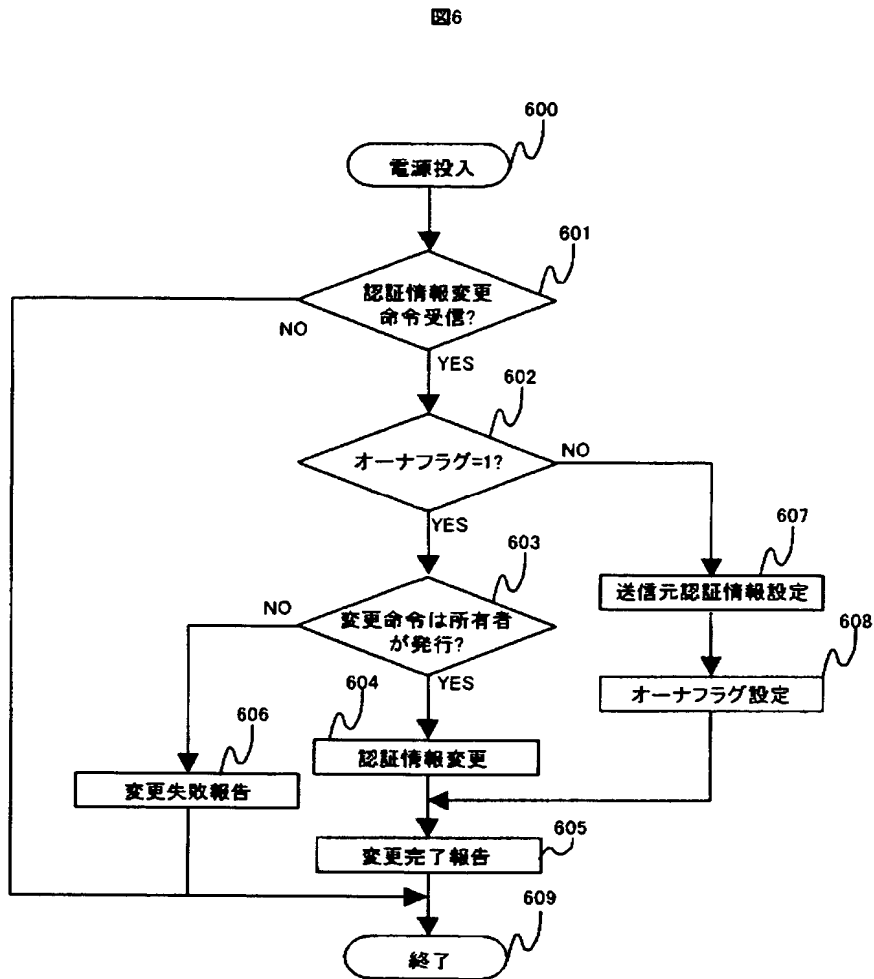 図6
600
電源投入
601
認証情報変更
命令受信?
NO
YES
602
オーナフラグ=1?
NO
YES
603
変更命令は所有者
が発行?
NO
YES
607
送信元認証情報設定
608
オーナフラグ設定
604
認証情報変更
606
変更失敗報告
605
変更完了報告
609
終了